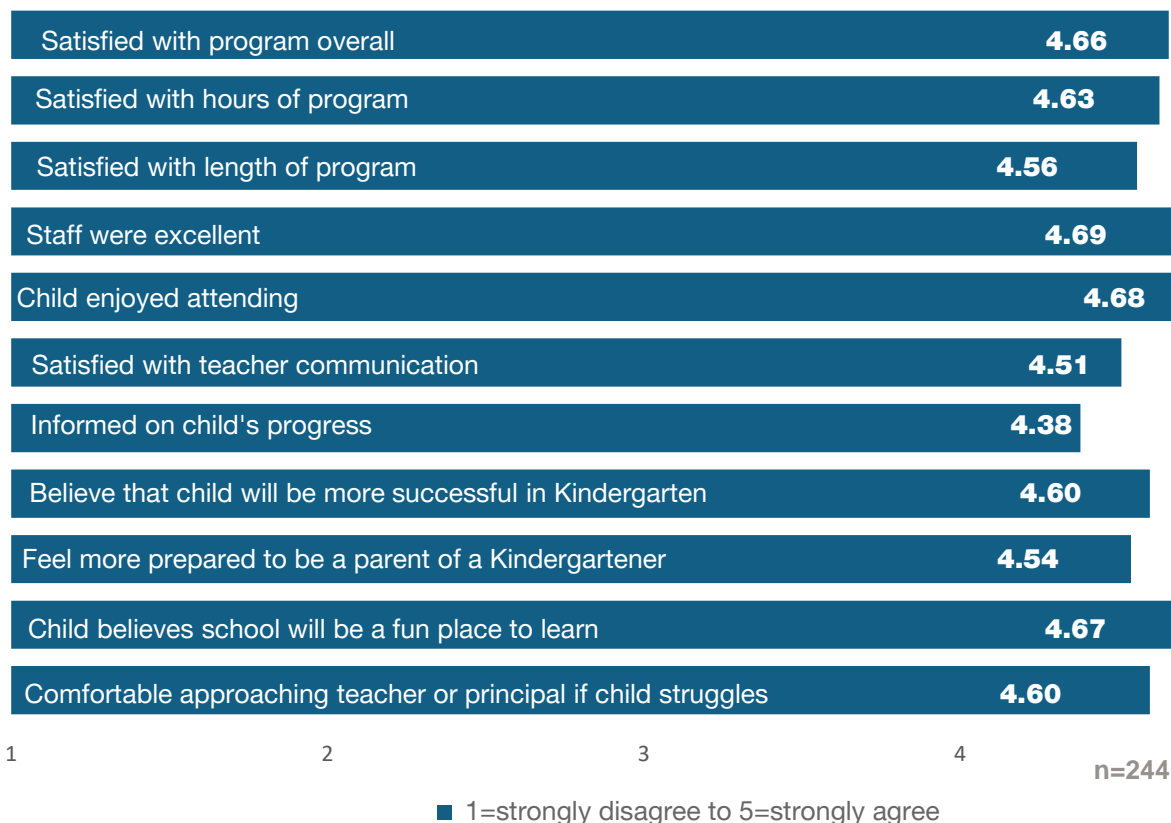 Satisfied with program overall 4.66
Satisfied with hours of program 4.63
Satisfied with length of program 4.56
Staff were excellent 4.69
Child enjoyed attending 4.68
Satisfied with teacher communication 4.51
Informed on child's progress 4.38
Believe that child will be more successful in Kindergarten 4.60
Feel more prepared to be a parent of a Kindergartener 4.54
Child believes school will be a fun place to learn 4.67
Comfortable approaching teacher or principal if child struggles 4.60
1 2 3 4
n=244
1=strongly disagree to 5=strongly agree